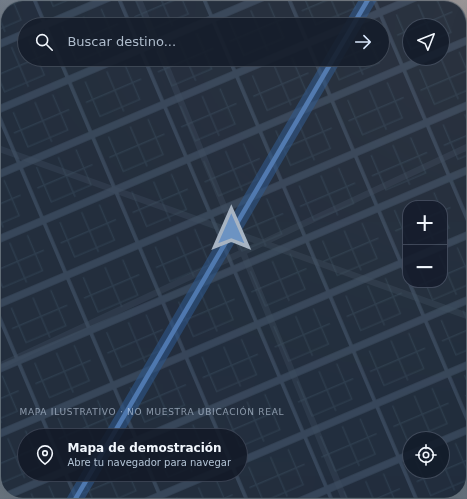 Buscar destino...
+
−
MAPA ILUSTRATIVO · NO MUESTRA UBICACIÓN REAL
Mapa de demostración
Abre tu navegador para navegar